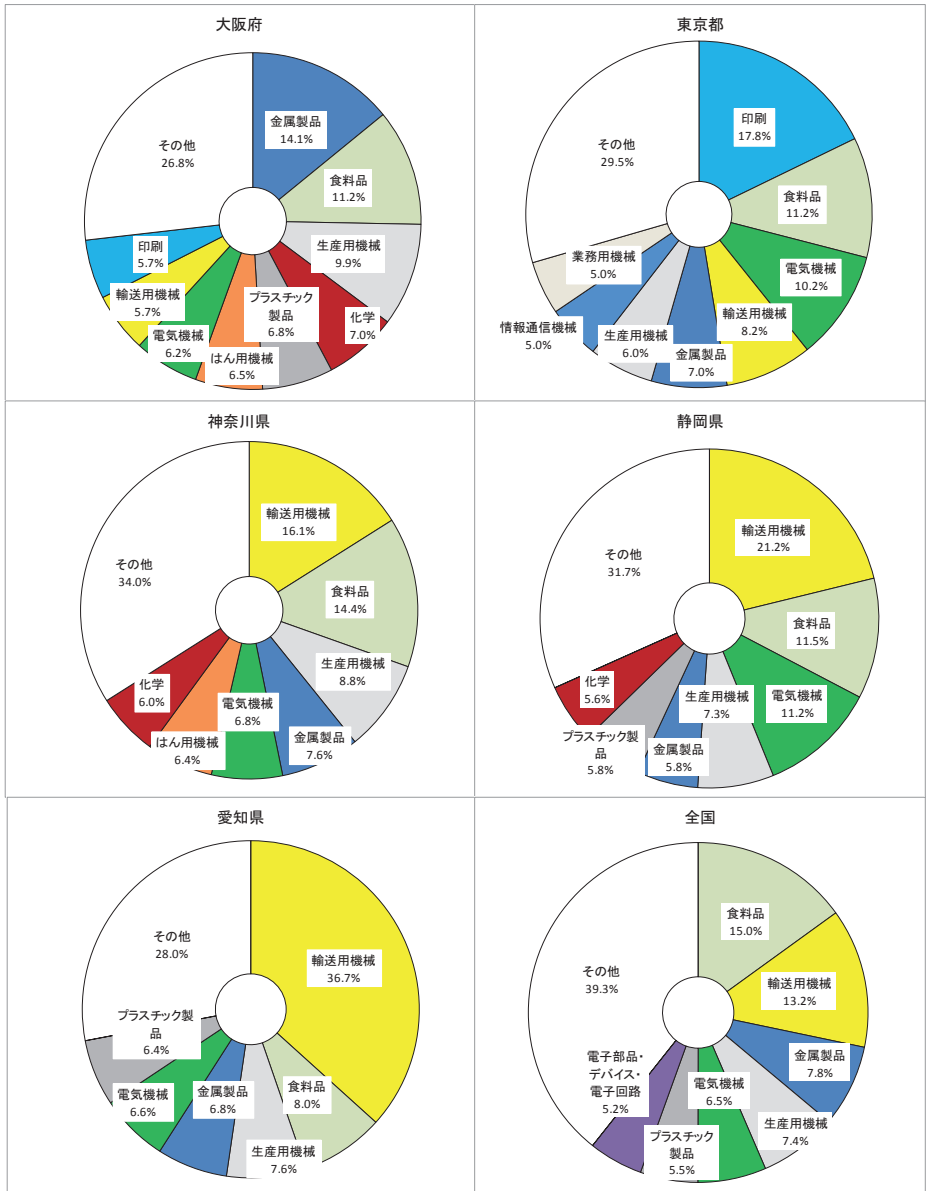 大阪府
金属製品
14.1%
食料品
11.2%
生産用機械
9.9%
化学
7.0%
プラスチック
製品
6.8%
はん用機械
6.5%
電気機械
6.2%
輸送用機械
5.7%
印刷
5.7%
その他
26.8%
東京都
印刷
17.8%
食料品
11.2%
電気機械
10.2%
輸送用機械
8.2%
金属製品
7.0%
生産用機械
6.0%
情報通信機械
5.0%
業務用機械
5.0%
その他
29.5%
神奈川県
輸送用機械
16.1%
食料品
14.4%
生産用機械
8.8%
金属製品
7.6%
電気機械
6.8%
はん用機械
6.4%
化学
6.0%
その他
34.0%
静岡県
輸送用機械
21.2%
食料品
11.5%
電気機械
11.2%
生産用機械
7.3%
金属製品
5.8%
プラスチック製
品
5.8%
化学
5.6%
その他
31.7%
愛知県
輸送用機械
36.7%
食料品
8.0%
生産用機械
7.6%
金属製品
6.8%
電気機械
6.6%
プラスチック製
品
6.4%
その他
28.0%
全国
食料品
15.0%
輸送用機械
13.2%
金属製品
7.8%
生産用機械
7.4%
電気機械
6.5%
プラスチック
製品
5.5%
電子部品・
デバイス・
電子回路
5.2%
その他
39.3%